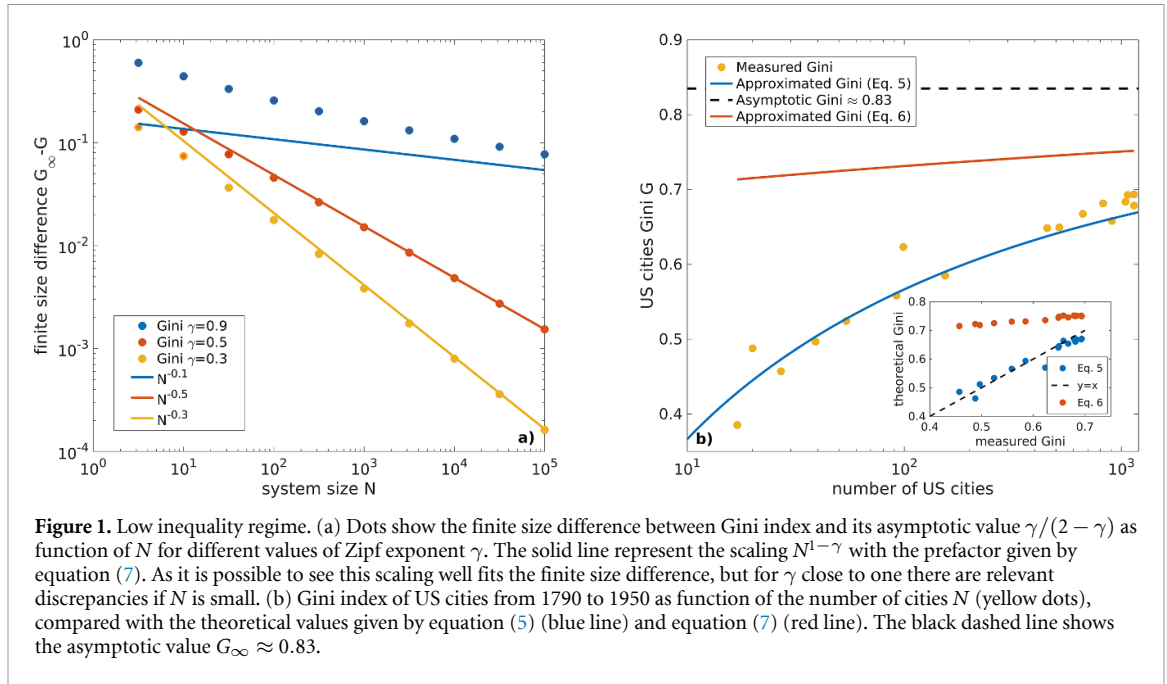 10^0
10^-1
10^-2
10^-3
10^-4
finite size difference G_∞-G
Gini γ=0.9
Gini γ=0.5
Gini γ=0.3
N^-0.1
N^-0.5
N^-0.3
a)
10^0 10^1 10^2 10^3 10^4 10^5
system size N
0.9
0.8
0.7
0.6
0.5
0.4
US cities Gini G
Measured Gini
Approximated Gini (Eq. 5)
Asymptotic Gini ≈ 0.83
Approximated Gini (Eq. 6)
theoretical Gini
0.8
0.7
0.6
0.5
0.4
Eq. 5
y=x
Eq. 6
0.4 0.5 0.6 0.7
measured Gini
b)
10^1 10^2 10^3
number of US cities
Figure 1. Low inequality regime. (a) Dots show the finite size difference between Gini index and its asymptotic value γ/(2 − γ) as
function of N for different values of Zipf exponent γ. The solid line represent the scaling N^1−γ with the prefactor given by
equation (7). As it is possible to see this scaling well fits the finite size difference, but for γ close to one there are relevant
discrepancies if N is small. (b) Gini index of US cities from 1790 to 1950 as function of the number of cities N (yellow dots),
compared with the theoretical values given by equation (5) (blue line) and equation (7) (red line). The black dashed line shows
the asymptotic value G_∞ ≈ 0.83.